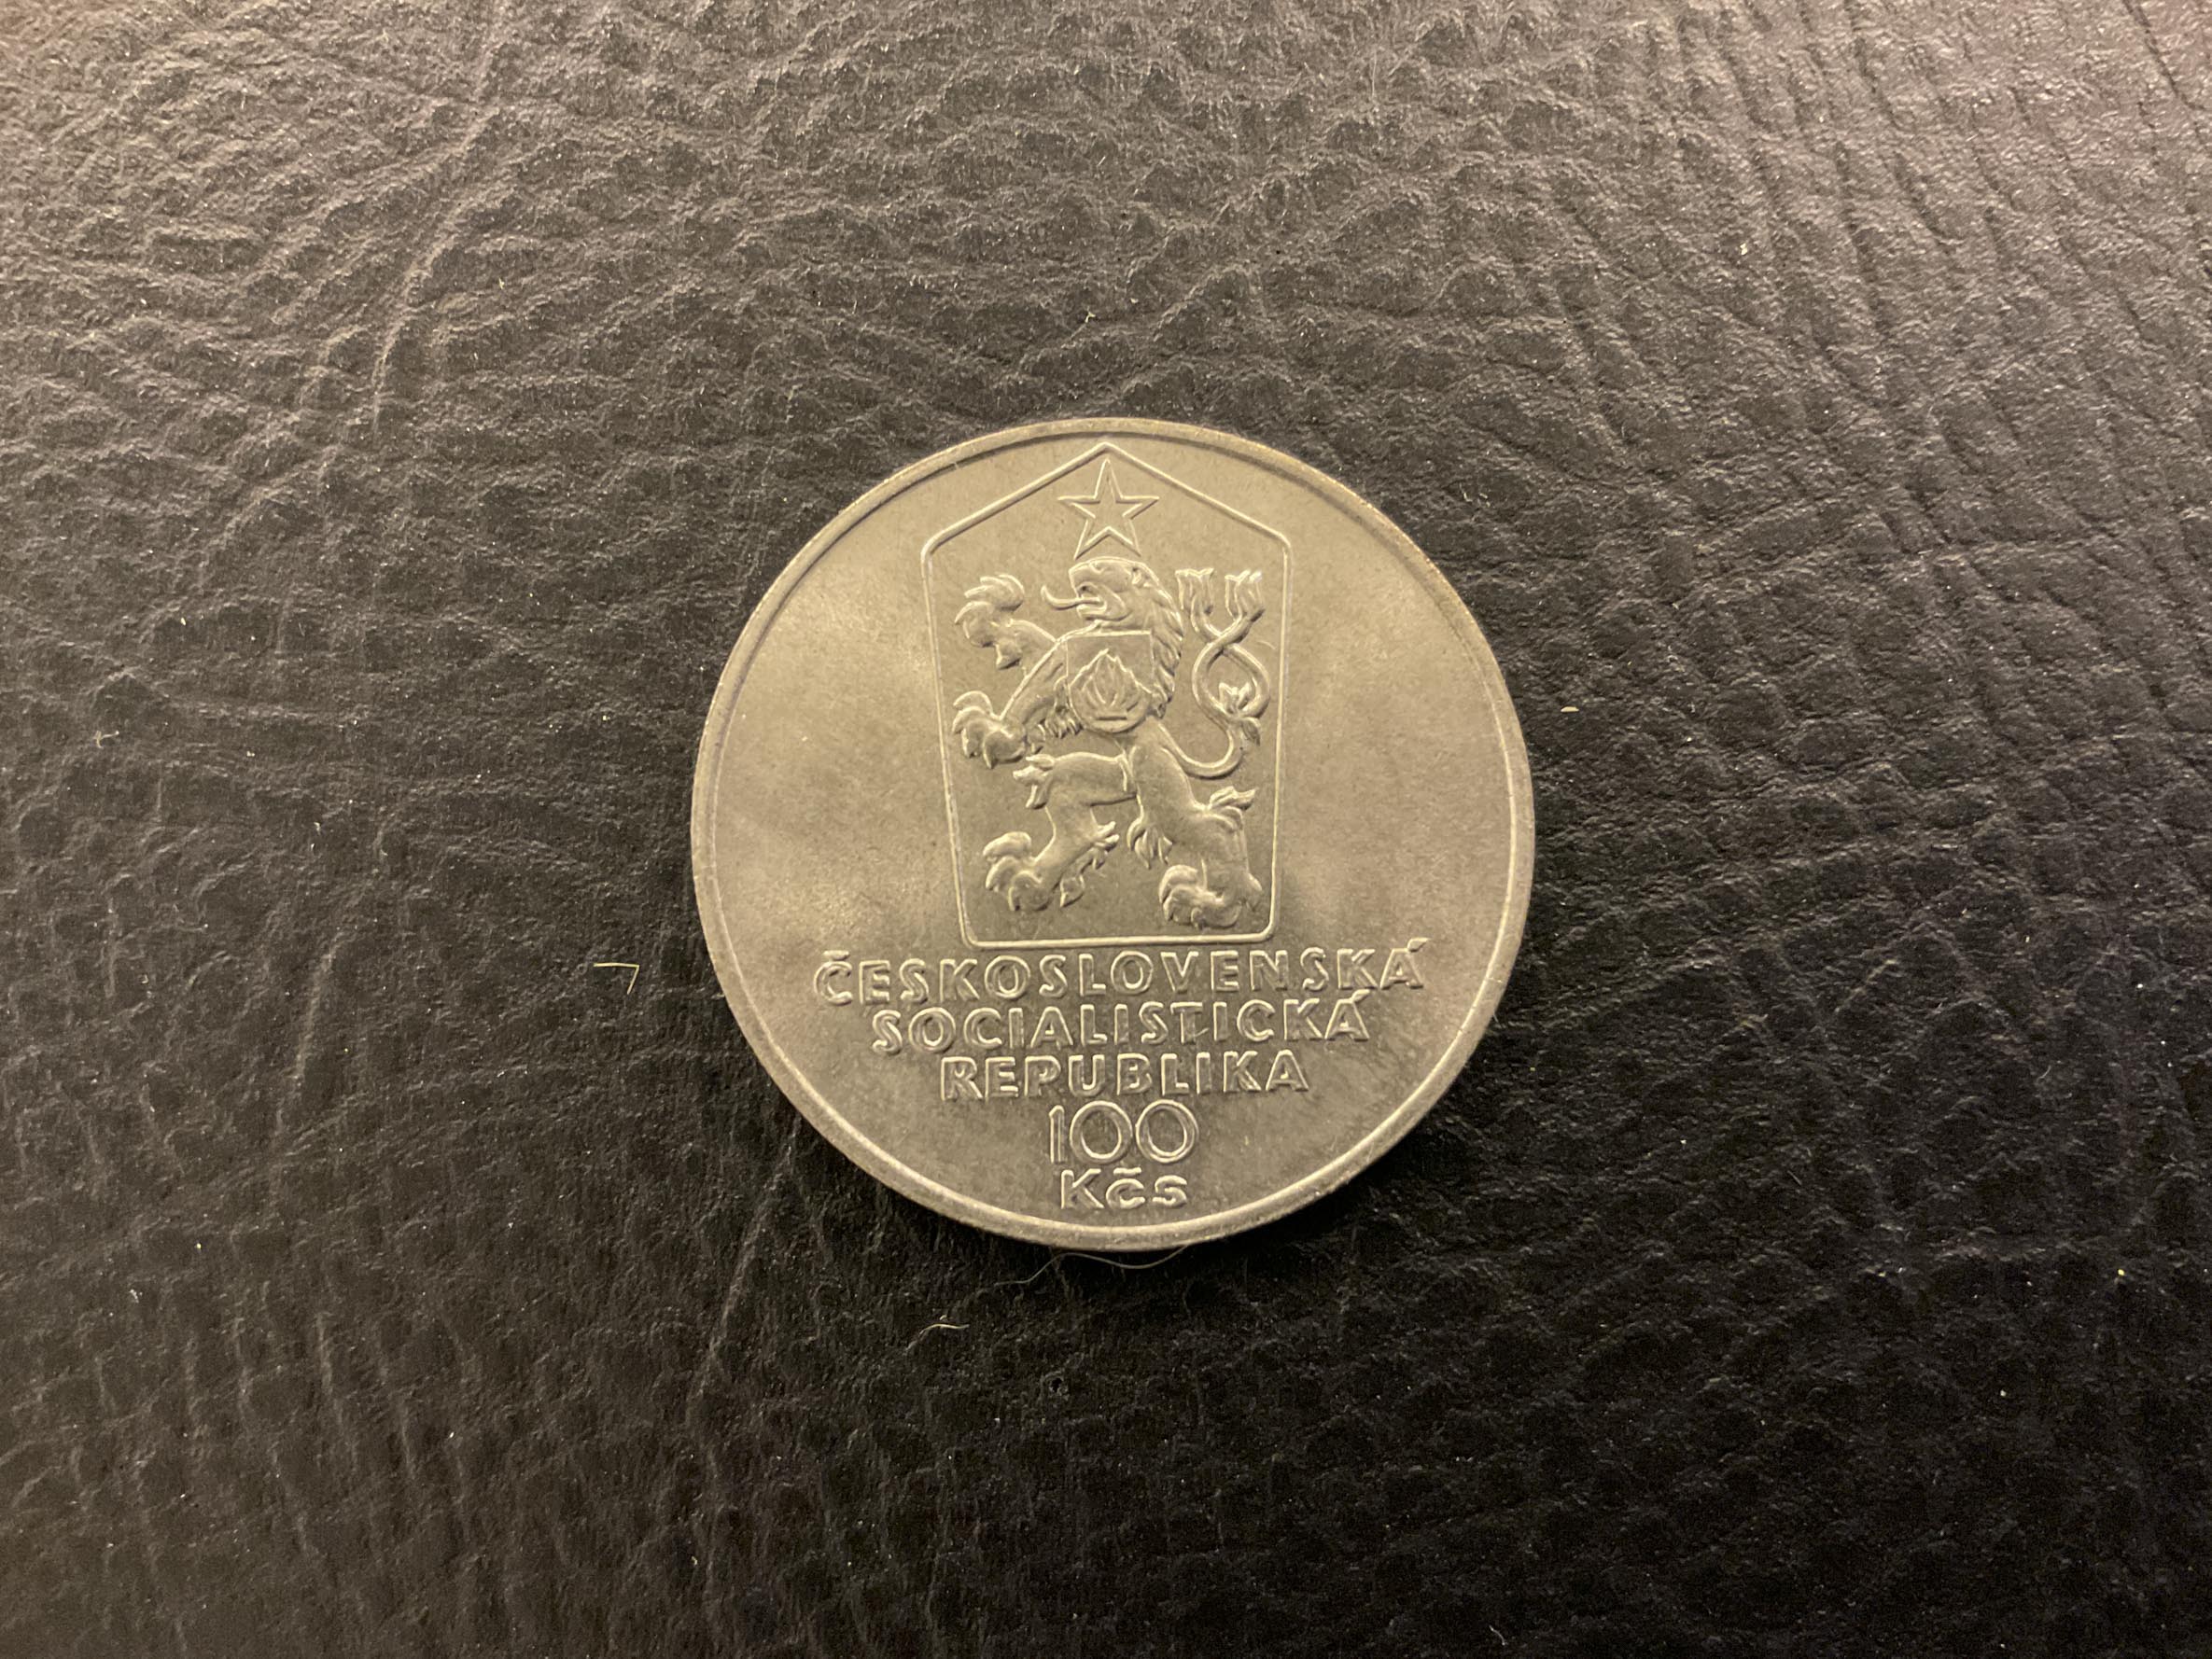 ČESKOSLOVENSKÁ
SOCIALISTICKÁ
REPUBLIKA
100
Kčs